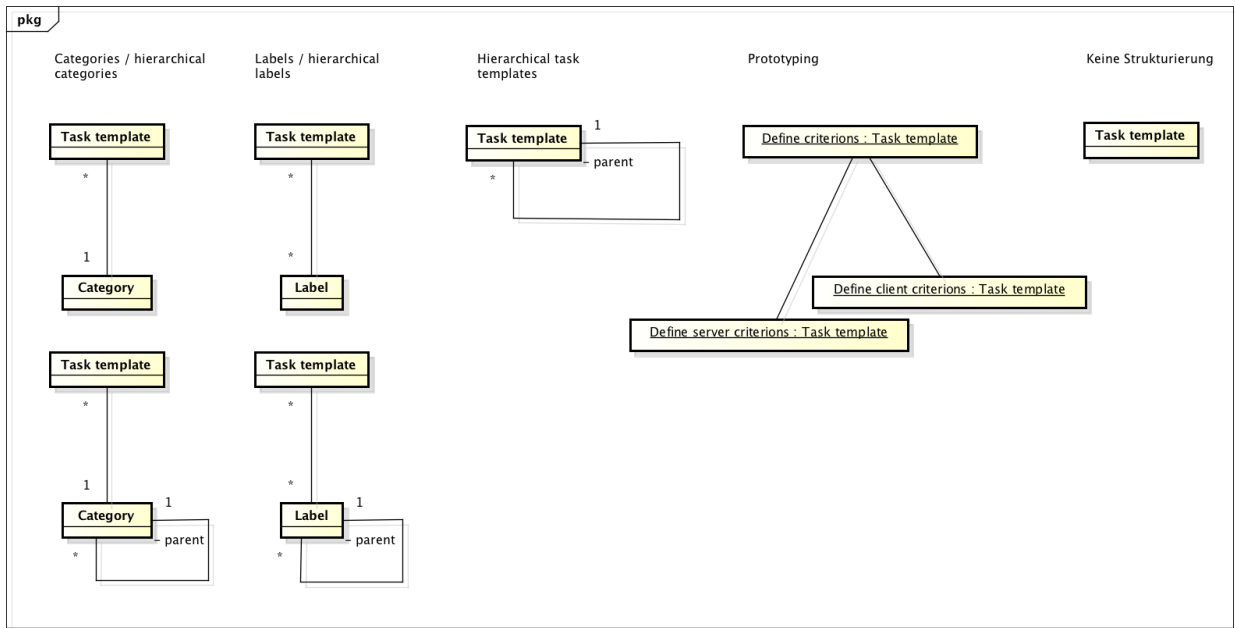 pkg
Categories / hierarchical
categories
Labels / hierarchical
labels
Hierarchical task
templates
Prototyping
Keine Strukturierung
Task template
*
1
Category
Task template
*
*
Label
Task template
1
- parent
*
Define criterions : Task template
Define client criterions : Task template
Define server criterions : Task template
Task template
Task template
*
1
Category
1
- parent
*
Task template
*
*
Label
1
- parent
*